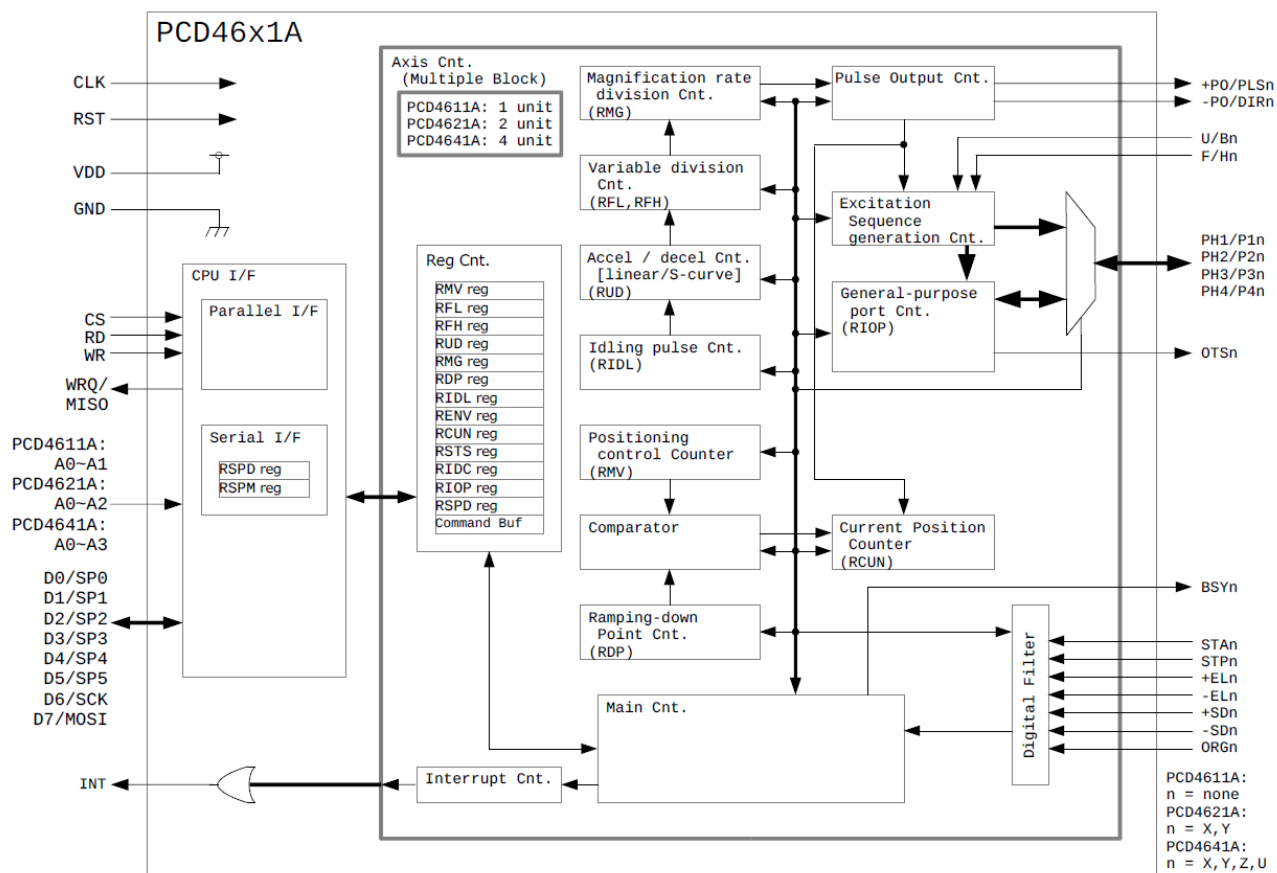 PCD46x1A
CLK
RST
VDD
GND
CS
RD
WR
WRQ/
MISO
PCD4611A:
A0~A1
PCD4621A:
A0~A2
PCD4641A:
A0~A3
D0/SP0
D1/SP1
D2/SP2
D3/SP3
D4/SP4
D5/SP5
D6/SCK
D7/MOSI
INT
CPU I/F
Parallel I/F
Serial I/F
RSPD reg
RSPM reg
Axis Cnt.
(Multiple Block)
PCD4611A: 1 unit
PCD4621A: 2 unit
PCD4641A: 4 unit
Reg Cnt.
RMV reg
RFL reg
RFH reg
RUD reg
RMG reg
RDP reg
RIDL reg
RENV reg
RCUN reg
RSTS reg
RIDC reg
RIOP reg
RSPD reg
Command Buf
Interrupt Cnt.
Magnification rate
division Cnt.
(RMG)
Variable division
Cnt.
(RFL,RFH)
Accel / decel Cnt.
[linear/S-curve]
(RUD)
Idling pulse Cnt.
(RIDL)
Positioning
control Counter
(RMV)
Comparator
Ramping-down
Point Cnt.
(RDP)
Main Cnt.
Pulse Output Cnt.
Excitation
Sequence
generation Cnt.
General-purpose
port Cnt.
(RIOP)
Current Position
Counter
(RCUN)
Digital Filter
+PO/PLSn
-PO/DIRn
U/Bn
F/Hn
PH1/P1n
PH2/P2n
PH3/P3n
PH4/P4n
OTSn
BSYn
STAn
STPn
+ELn
-ELn
+SDn
-SDn
ORGn
PCD4611A:
n = none
PCD4621A:
n = X,Y
PCD4641A:
n = X,Y,Z,U